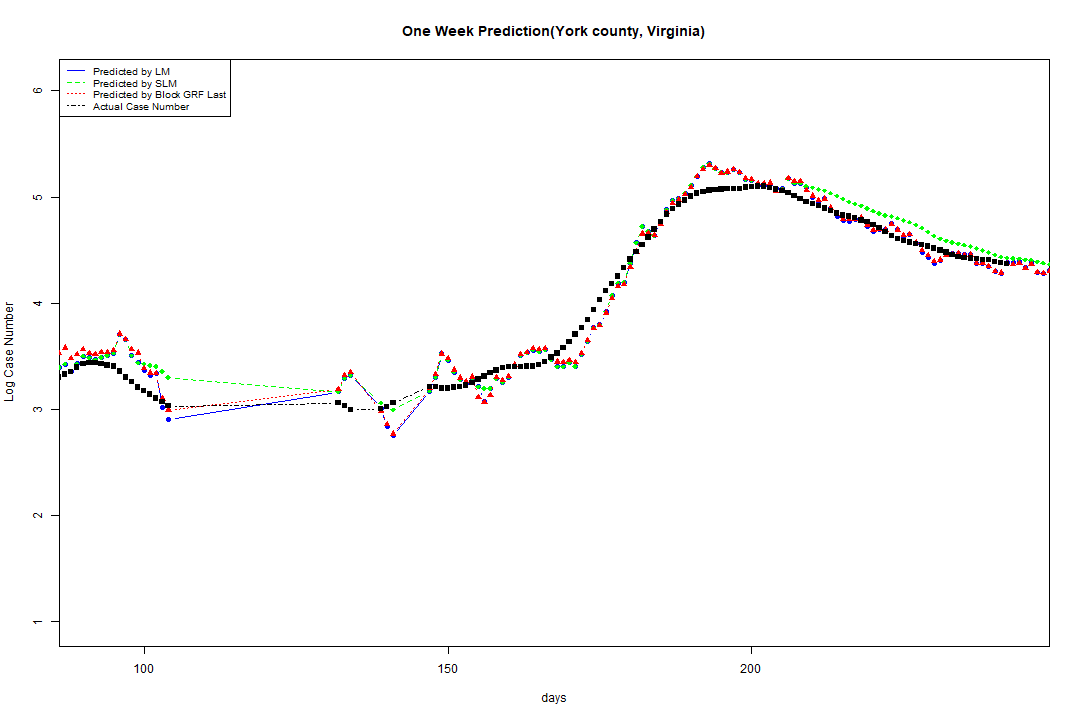 One Week Prediction(York county, Virginia)
Predicted by LM
Predicted by SLM
Predicted by Block GRF Last
Actual Case Number
6
5
4
3
2
1
Log Case Number
100 150 200
days